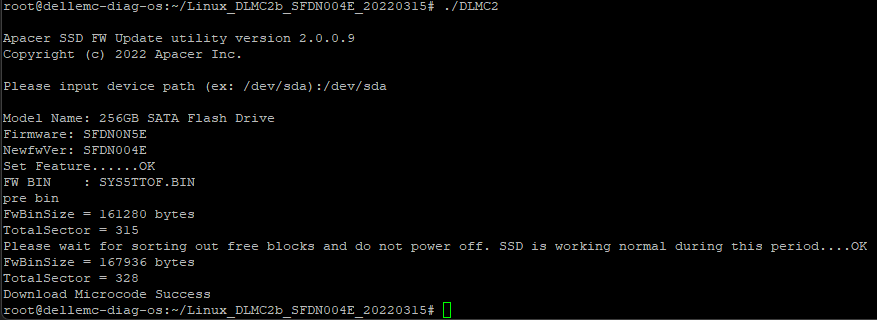 root@dellemc-diag-os:~/Linux_DLMC2b_SFDN004E_20220315# ./DLMC2
Apacer SSD FW Update utility version 2.0.0.9
Copyright (c) 2022 Apacer Inc.
Please input device path (ex: /dev/sda):/dev/sda
Model Name: 256GB SATA Flash Drive
Firmware: SFDN0N5E
NewfwVer: SFDN004E
Set Feature......OK
FW BIN    : SYS5TTOF.BIN
pre bin
FwBinSize = 161280 bytes
TotalSector = 315
Please wait for sorting out free blocks and do not power off. SSD is working normal during this period....OK
FwBinSize = 167936 bytes
TotalSector = 328
Download Microcode Success
root@dellemc-diag-os:~/Linux_DLMC2b_SFDN004E_20220315#